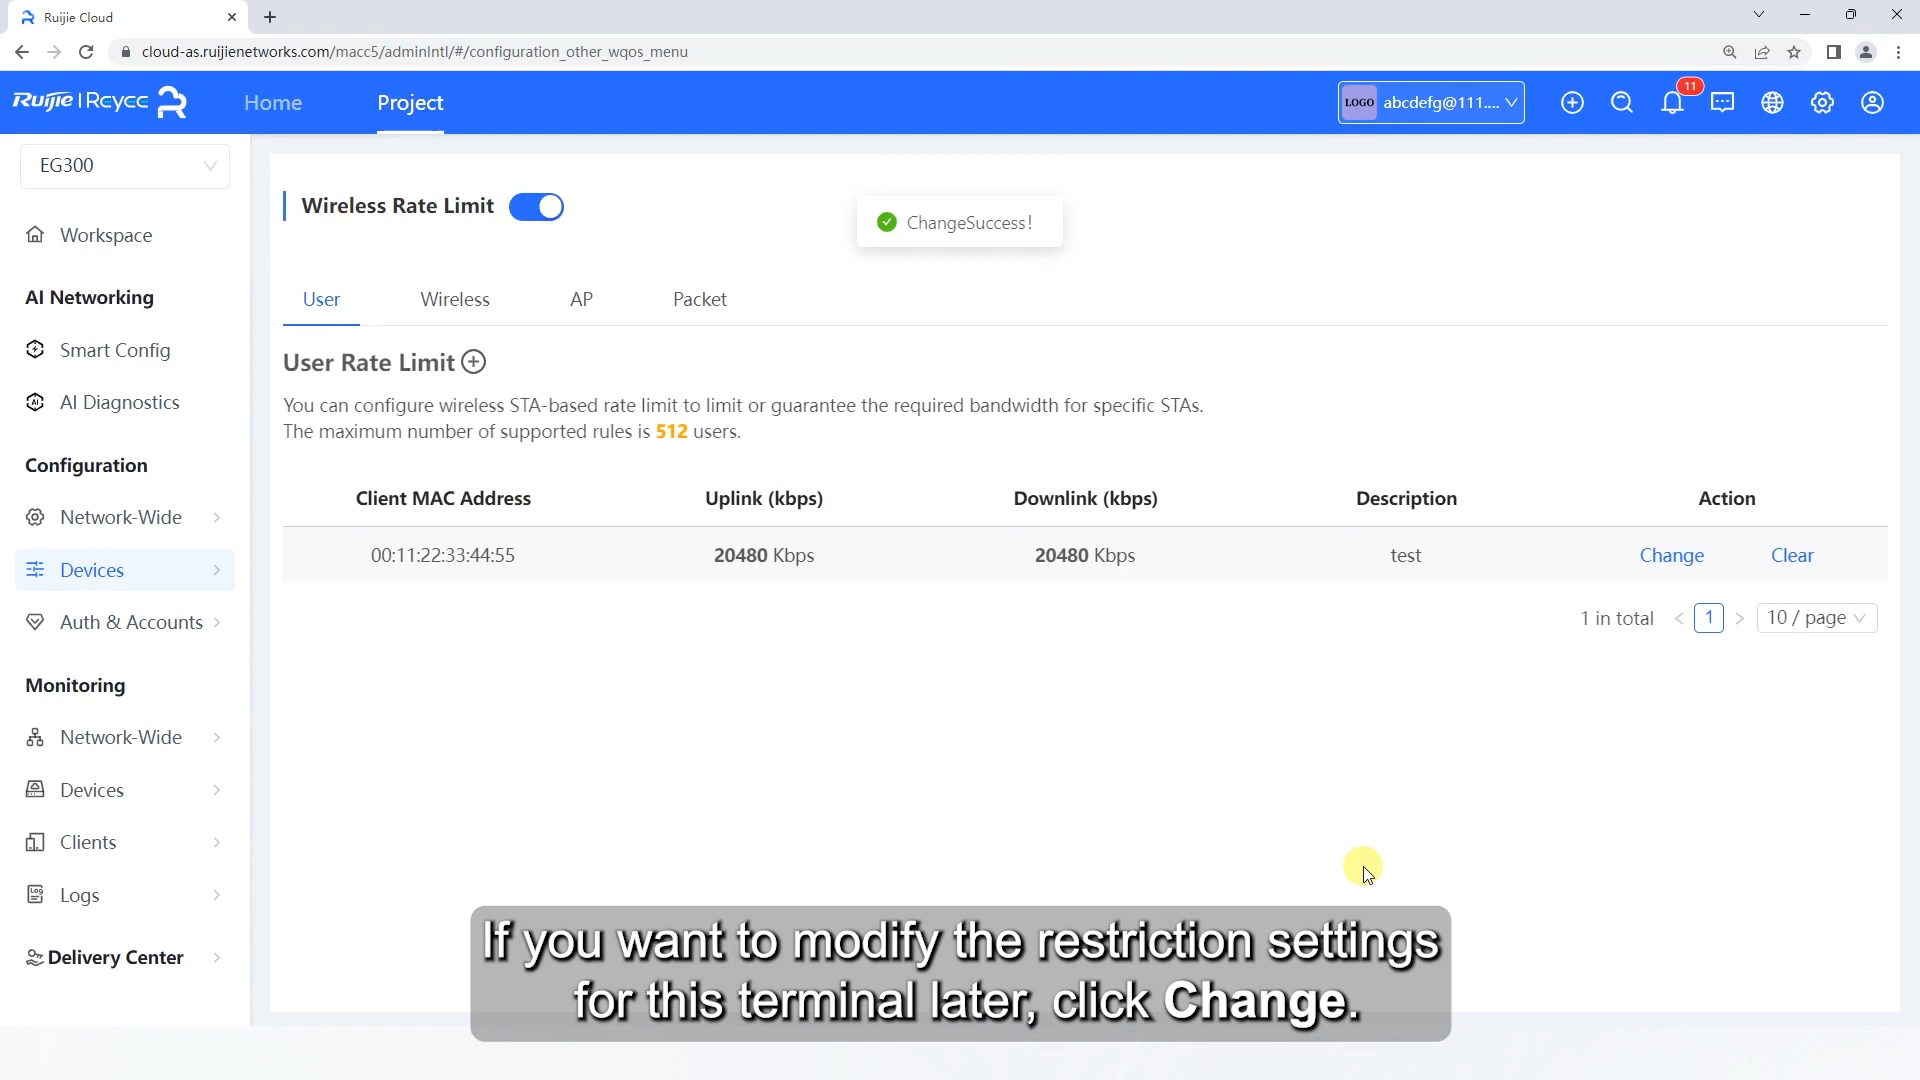 Ruijie Cloud
cloud-as.ruijienetworks.com/macc5/adminIntl/#/configuration_other_wqos_menu
Ruijie | Reyee
Home
Project
LOGO
abcdefg@111....
11
EG300
Workspace
AI Networking
Smart Config
AI Diagnostics
Configuration
Network-Wide
Devices
Auth & Accounts
Monitoring
Network-Wide
Devices
Clients
Logs
Delivery Center
Wireless Rate Limit
ChangeSuccess!
User
Wireless
AP
Packet
User Rate Limit
You can configure wireless STA-based rate limit to limit or guarantee the required bandwidth for specific STAs.
The maximum number of supported rules is 512 users.
Client MAC Address
Uplink (kbps)
Downlink (kbps)
Description
Action
00:11:22:33:44:55
20480 Kbps
20480 Kbps
test
Change
Clear
1 in total
1
10 / page
If you want to modify the restriction settings
for this terminal later, click Change.